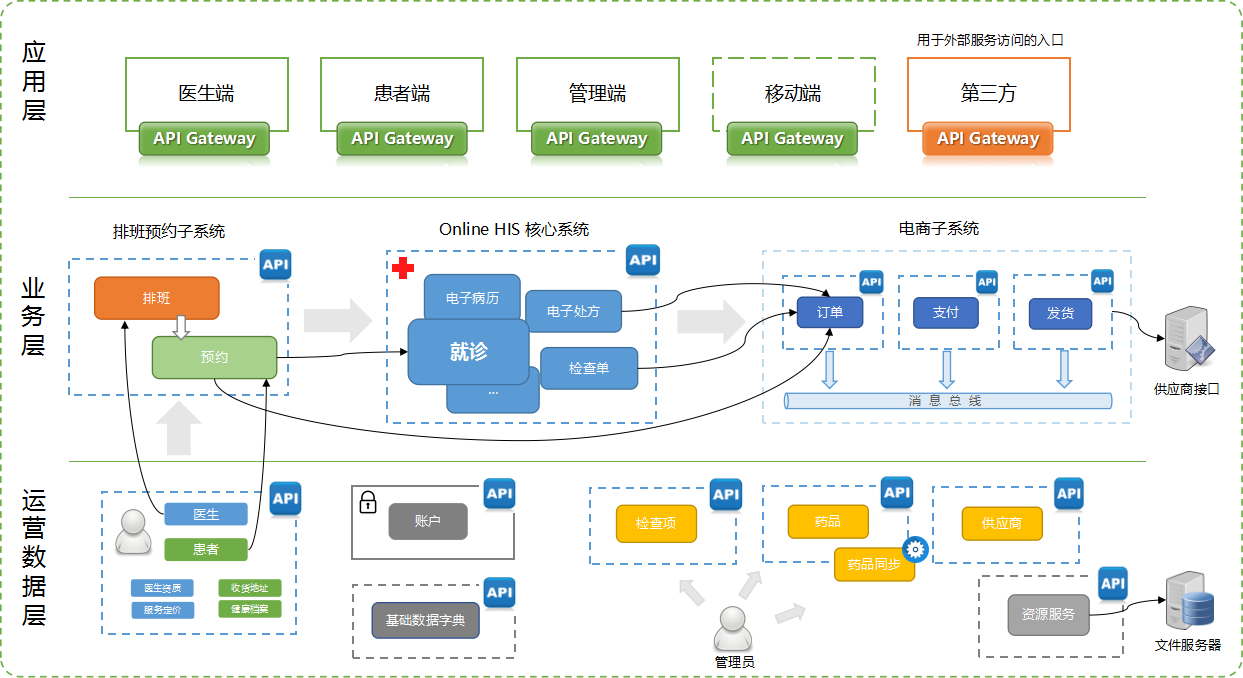 应用层
用于外部服务访问的入口
医生端
API Gateway
患者端
API Gateway
管理端
API Gateway
移动端
API Gateway
第三方
API Gateway
业务层
排班预约子系统
API
排班
预约
Online HIS 核心系统
API
电子病历
电子处方
就诊
检查单
...
电商子系统
订单
API
支付
API
发货
API
消息总线
供应商接口
运营数据层
API
医生
患者
医生资质
收货地址
服务定价
健康档案
API
账户
API
基础数据字典
API
检查项
API
药品
药品同步
API
供应商
管理员
API
资源服务
文件服务器